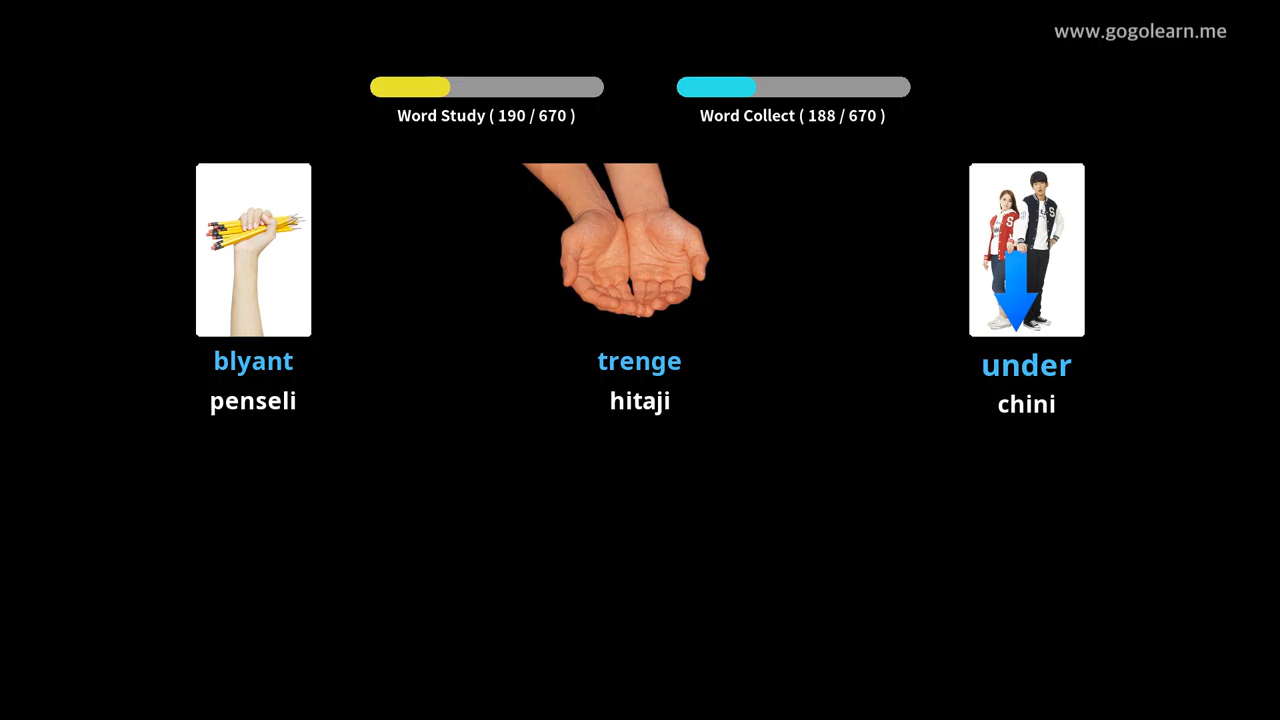 www.gogolearn.me
Word Study ( 190 / 670 )
Word Collect ( 188 / 670 )
blyant
penseli
trenge
hitaji
under
chini